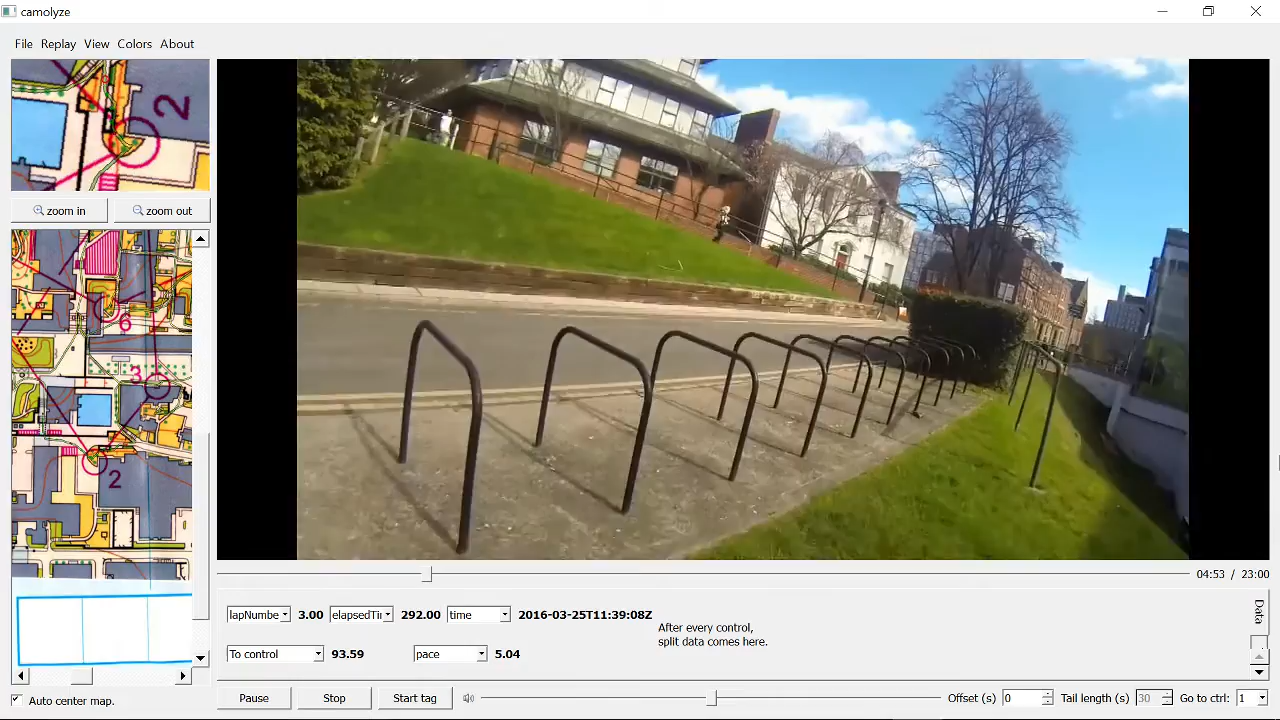 camolyze
File Replay View Colors About
2
zoom in zoom out
6
3
2
04:53 / 23:00
lapNumbe 3.00 elapsedTi 292.00 time 2016-03-25T11:39:08Z
After every control,
split data comes here.
To control 93.59 pace 5.04
Data
Auto center map.
Pause Stop Start tag Offset (s) 0 Tail length (s) 30 Go to ctrl: 1